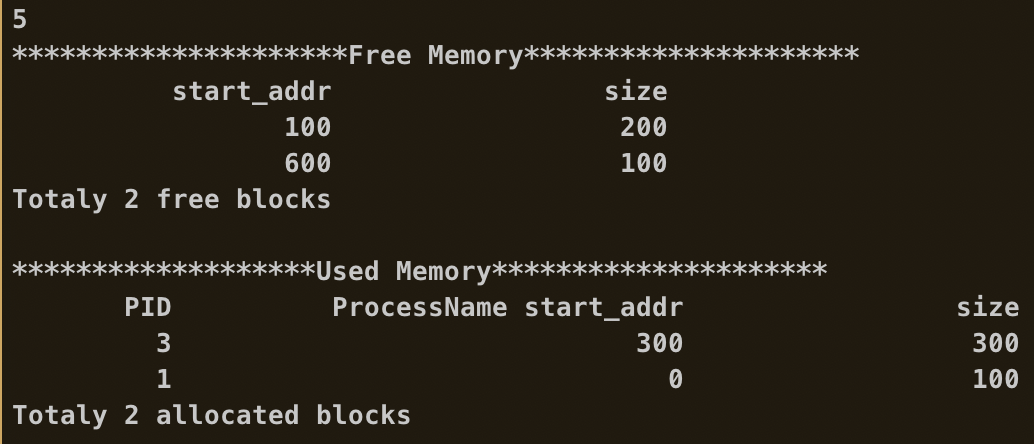 5
*********************Free Memory*********************
          start_addr                 size
                 100                  200
                 600                  100
Totaly 2 free blocks
*******************Used Memory*********************
       PID          ProcessName start_addr                 size
         3                             300                  300
         1                               0                  100
Totaly 2 allocated blocks